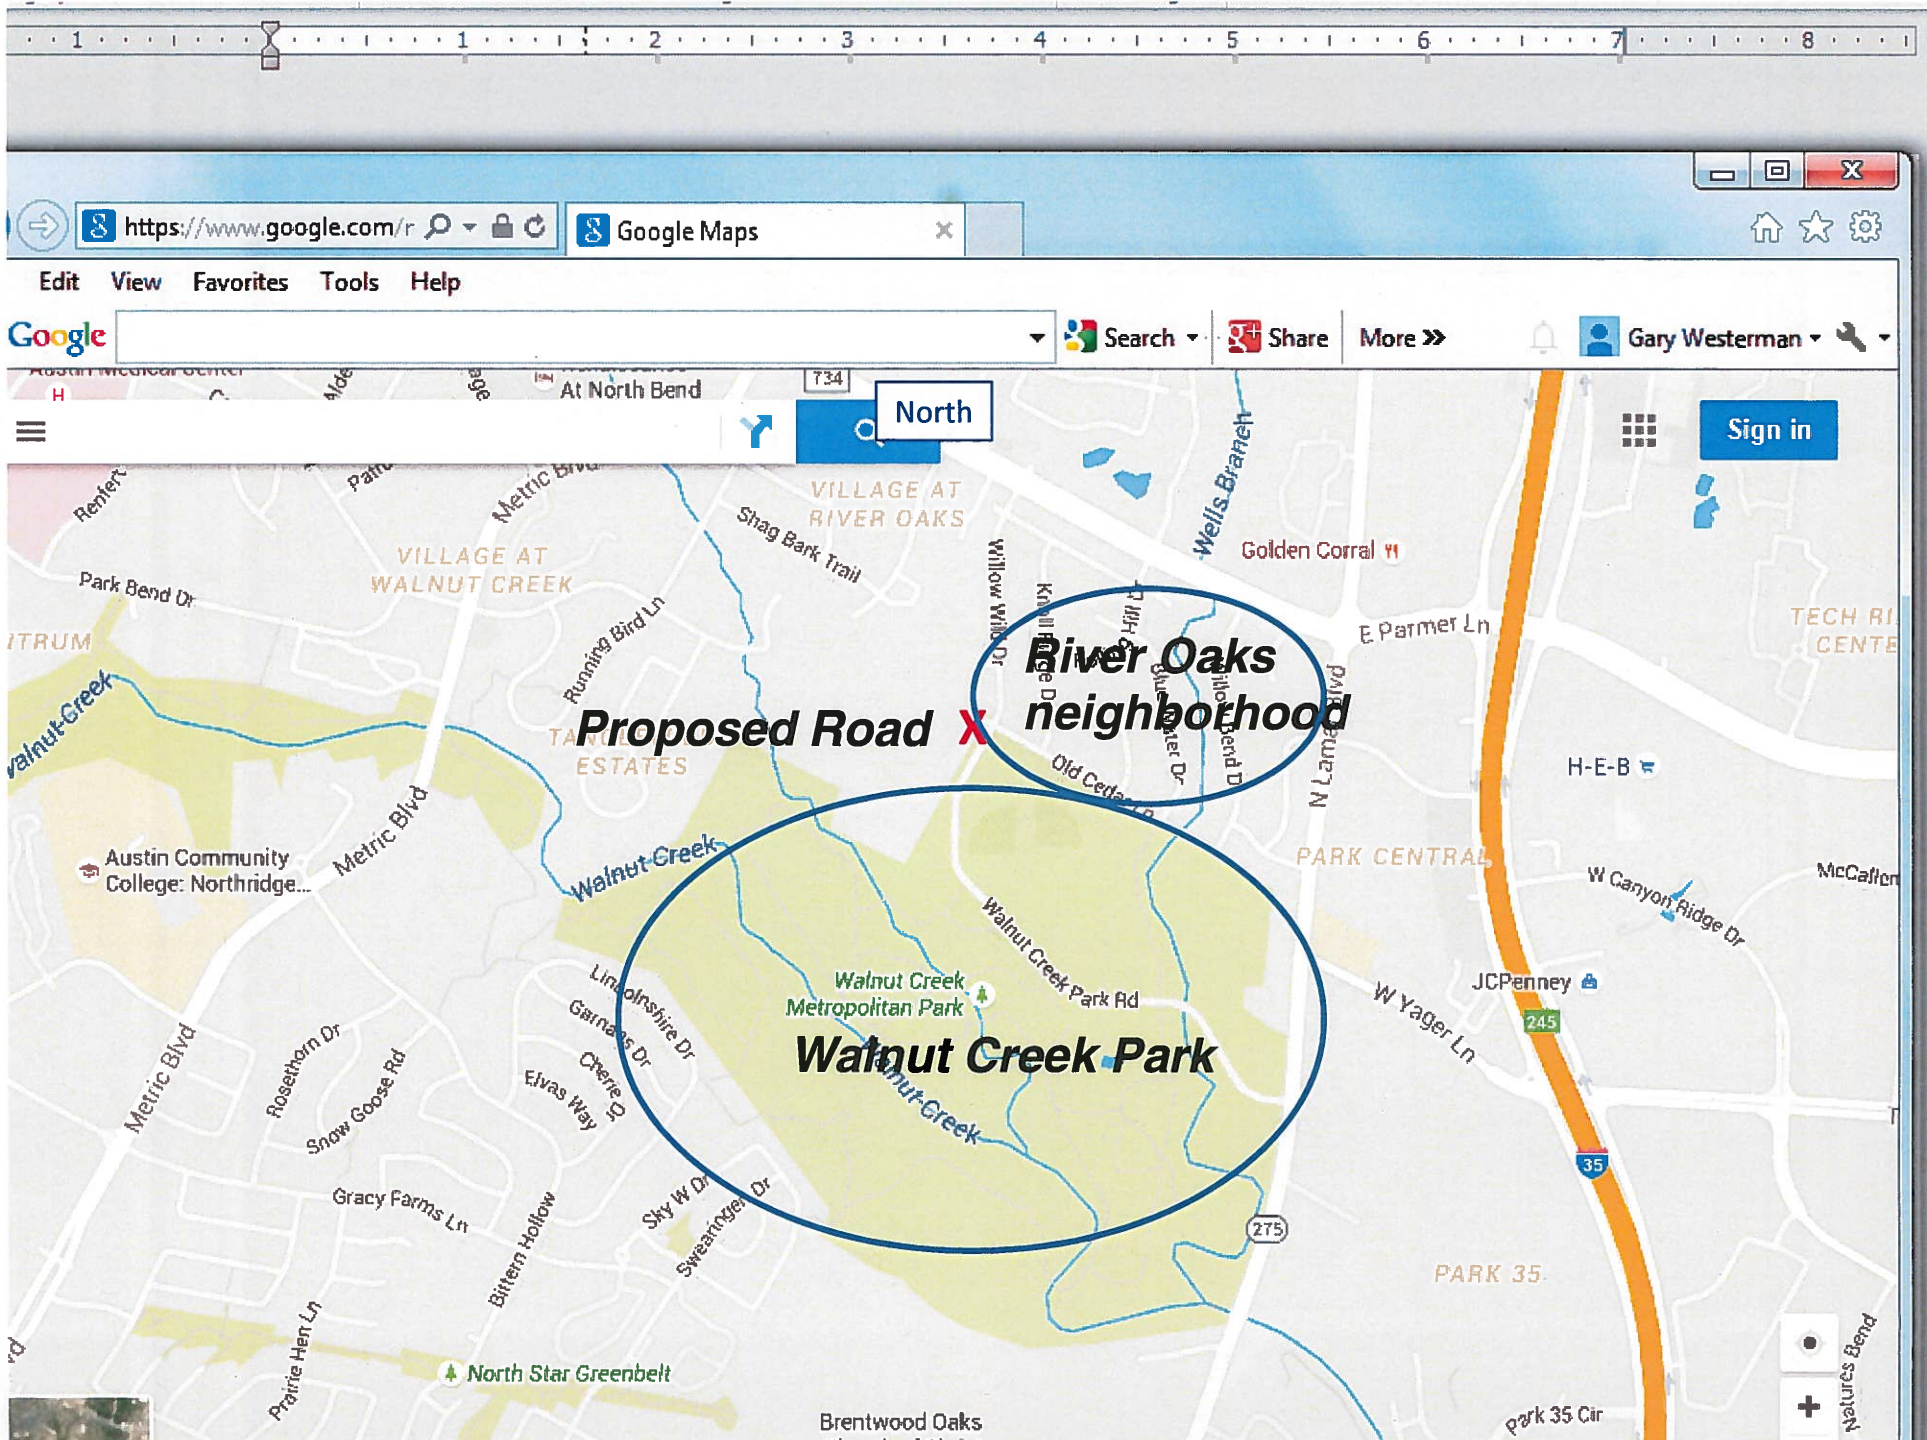 1 1 2 3 4 5 6 7 8
https://www.google.com/r
Google Maps
Edit View Favorites Tools Help
Google
Search
Share
More »
Gary Westerman
At North Bend
734
H
North
Sign in
Renfert
Metric Blvd
VILLAGE AT
RIVER OAKS
Shag Bark Trail
Wells Branch
Golden Corral
VILLAGE AT
WALNUT CREEK
Park Bend Dr
Running Bird Ln
Willow Wild Dr
E Parmer Ln
TECH RI
CENTE
NTRUM
River Oaks
neighborhood
Proposed Road X
ESTATES
Walnut Creek
Old Cedar Ln
N Lamar Blvd
H-E-B
Metric Blvd
Austin Community
College: Northridge...
Walnut Creek
PARK CENTRAL
W Canyon Ridge Dr
McCallen
Walnut Creek Park Rd
Walnut Creek
Metropolitan Park
JCPenney
W Yager Ln
245
Lincolnshire Dr
Garnaas Dr
Walnut Creek Park
Walnut Creek
Metric Blvd
Rosethorn Dr
Snow Goose Rd
Elvas Way
Cherie Dr
35
Gracy Farms Ln
Bittern Hollow
Sky W Dr
Swearingen Dr
275
PARK 35
Prairie Hen Ln
North Star Greenbelt
Natures Bend
Park 35 Cir
Brentwood Oaks
+